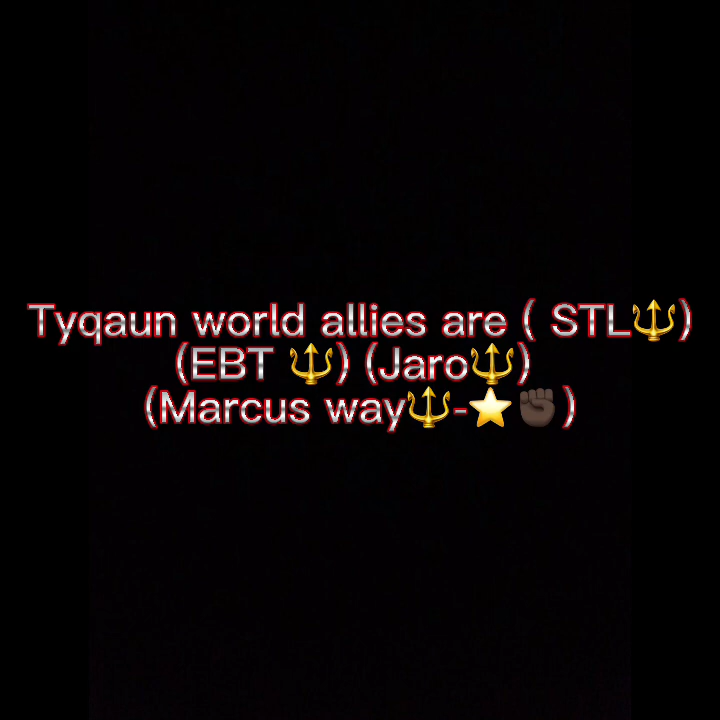 Tyqaun world allies are ( STL🔱)
(EBT 🔱) (Jaro🔱)
(Marcus way🔱-⭐✊🏿)